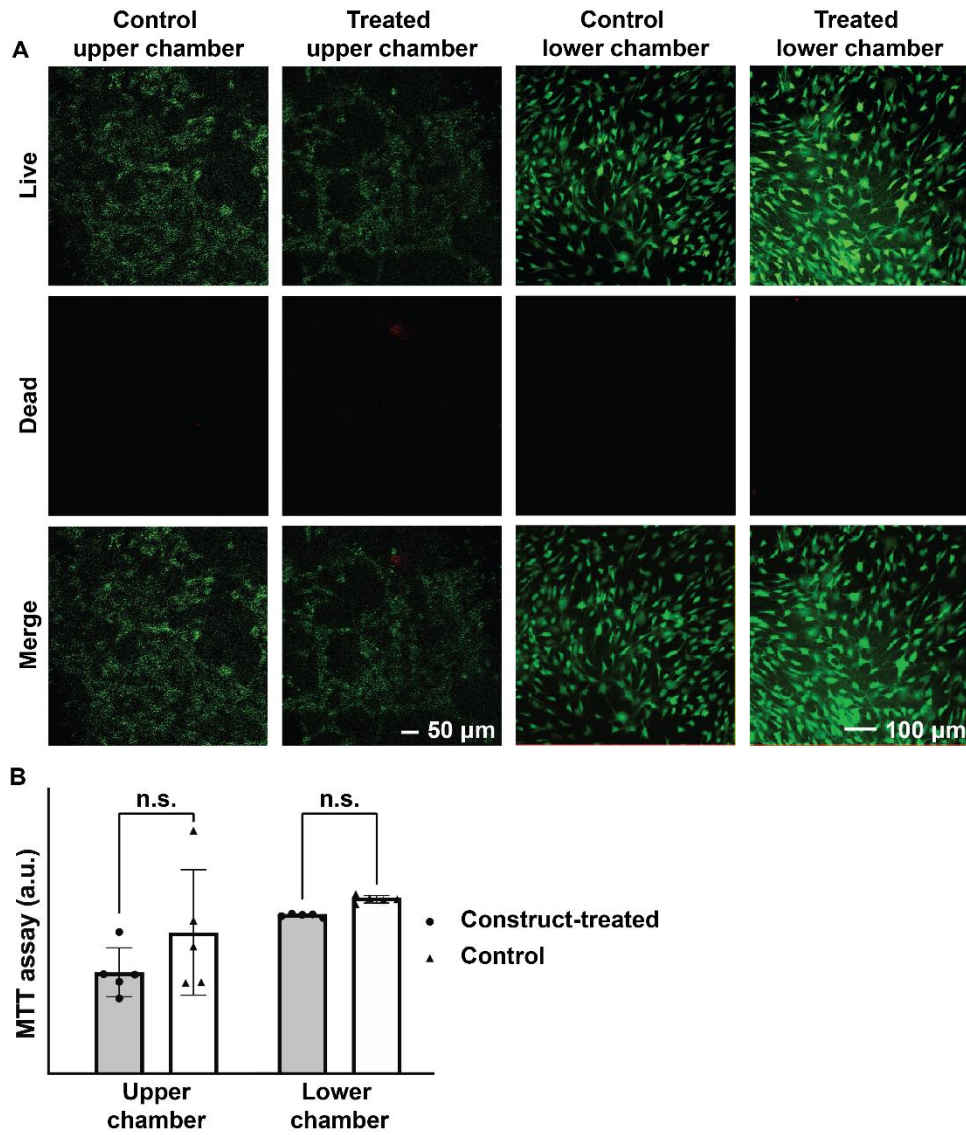 Control
upper chamber
Treated
upper chamber
Control
lower chamber
Treated
lower chamber
A
Live
Dead
Merge
50 µm
100 µm
B
n.s.
n.s.
MTT assay (a.u.)
Construct-treated
Control
Upper
chamber
Lower
chamber